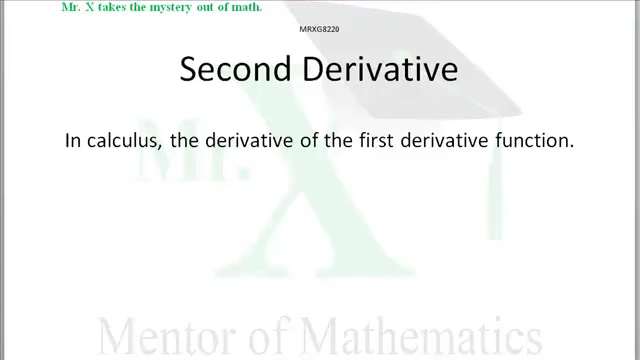 Mr. X takes the mystery out of math.
MRXG8220
Second Derivative
In calculus, the derivative of the first derivative function.
Mr.
X
Mentor of Mathematics